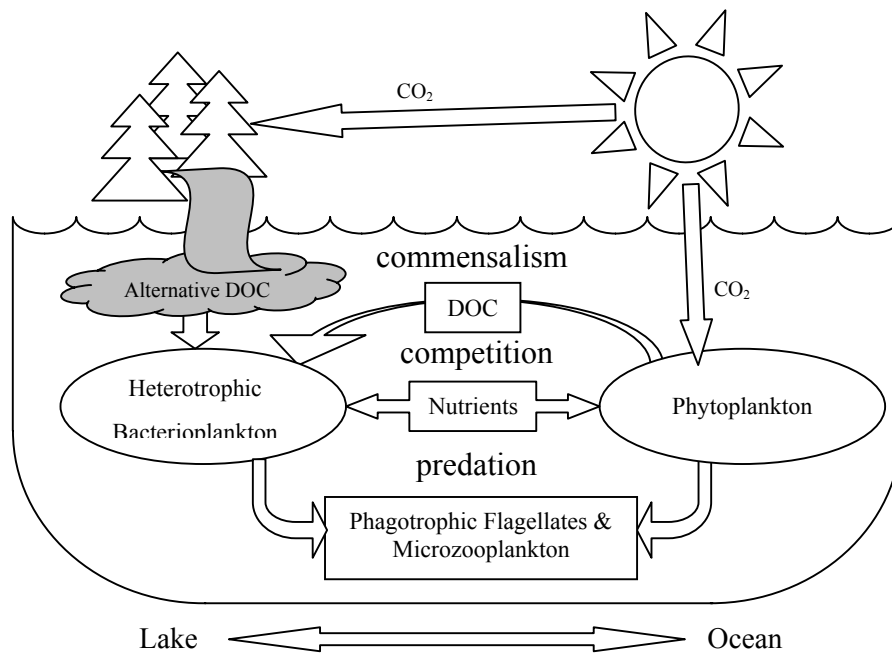 CO₂
commensalism
Alternative DOC
CO₂
DOC
competition
Heterotrophic
Bacterioplankton
Nutrients
Phytoplankton
predation
Phagotrophic Flagellates &
Microzooplankton
Lake
Ocean